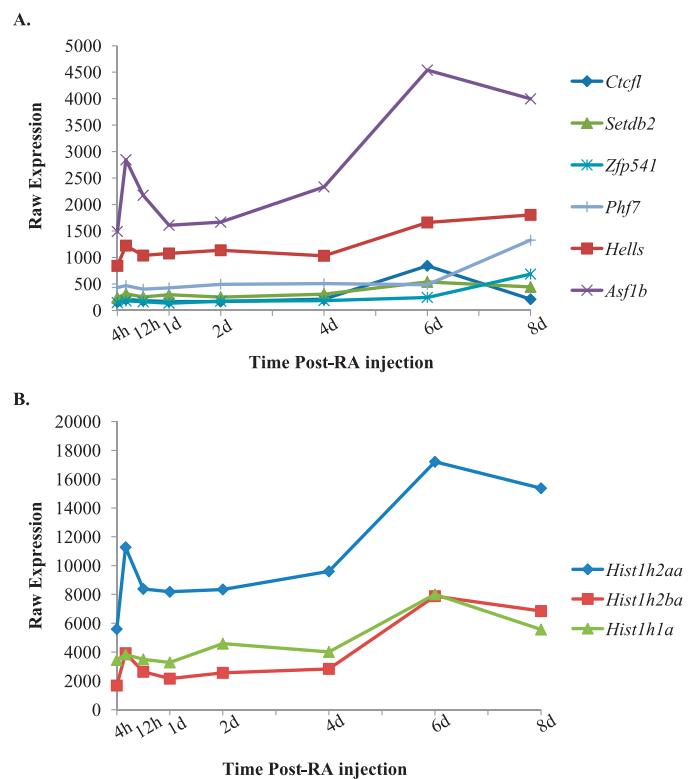 A.
5000
4500
4000
3500
3000
2500
2000
1500
1000
500
0
Raw Expression
4h
12h
1d
2d
4d
6d
8d
Time Post-RA injection
Ctcfl
Setdb2
Zfp541
Phf7
Hells
Asf1b
B.
20000
18000
16000
14000
12000
10000
8000
6000
4000
2000
0
Raw Expression
4h
12h
1d
2d
4d
6d
8d
Time Post-RA injection
Hist1h2aa
Hist1h2ba
Hist1h1a